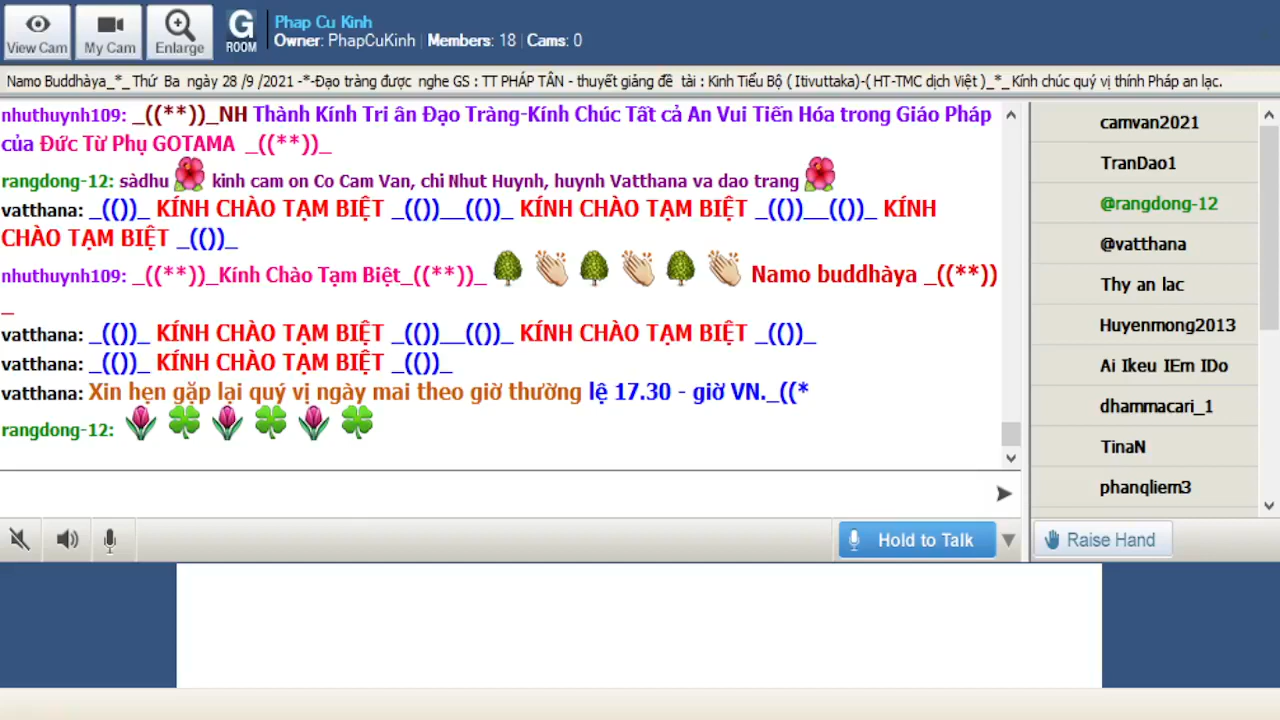 View Cam
My Cam
Enlarge
G
ROOM
Phap Cu Kinh
Owner: PhapCuKinh | Members: 18 | Cams: 0
Namo Buddhàya_*_Thứ Ba ngày 28 /9 /2021 -*-Đạo tràng được nghe GS : TT PHÁP TÂN - thuyết giảng đề tài : Kinh Tiểu Bộ ( Itivuttaka)-( HT-TMC dịch Việt )_*_Kính chúc quý vị thính Pháp an lạc.
nhuthuynh109: _((**))_NH Thành Kính Tri ân Đạo Tràng-Kính Chúc Tất cả An Vui Tiến Hóa trong Giáo Pháp
của Đức Từ Phụ GOTAMA _((**))_
rangdong-12: sàdhu kinh cam on Co Cam Van, chi Nhut Huynh, huynh Vatthana va dao trang
vatthana: _(())_ KÍNH CHÀO TẠM BIỆT _(())__(())_ KÍNH CHÀO TẠM BIỆT _(())__(())_ KÍNH
CHÀO TẠM BIỆT _(())_
nhuthuynh109: _((**))_Kính Chào Tạm Biệt_((**))_ Namo buddhàya _((**))
_
vatthana: _(())_ KÍNH CHÀO TẠM BIỆT _(())__(())_ KÍNH CHÀO TẠM BIỆT _(())_
vatthana: _(())_ KÍNH CHÀO TẠM BIỆT _(())_
vatthana: Xin hẹn gặp lại quý vị ngày mai theo giờ thường lệ 17.30 - giờ VN._((*
rangdong-12:
camvan2021
TranDao1
@rangdong-12
@vatthana
Thy an lac
Huyenmong2013
Ai Ikeu IEm IDo
dhammacari_1
TinaN
phanqliem3
Hold to Talk
Raise Hand